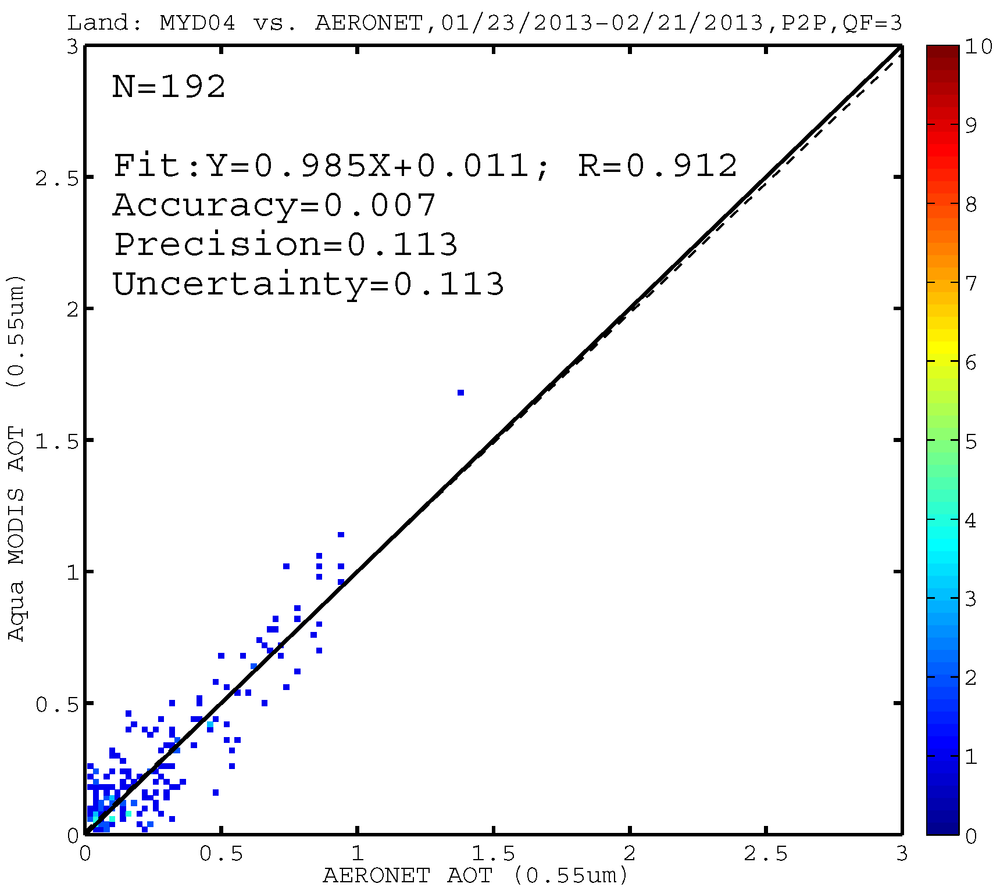 Land: MYD04 vs. AERONET,01/23/2013-02/21/2013,P2P,QF=3
N=192
Fit:Y=0.985X+0.011; R=0.912
Accuracy=0.007
Precision=0.113
Uncertainty=0.113
Aqua MODIS AOT (0.55um)
3
2.5
2
1.5
1
0.5
0
0 0.5 1 1.5 2 2.5 3
AERONET AOT (0.55um)
10
9
8
7
6
5
4
3
2
1
0